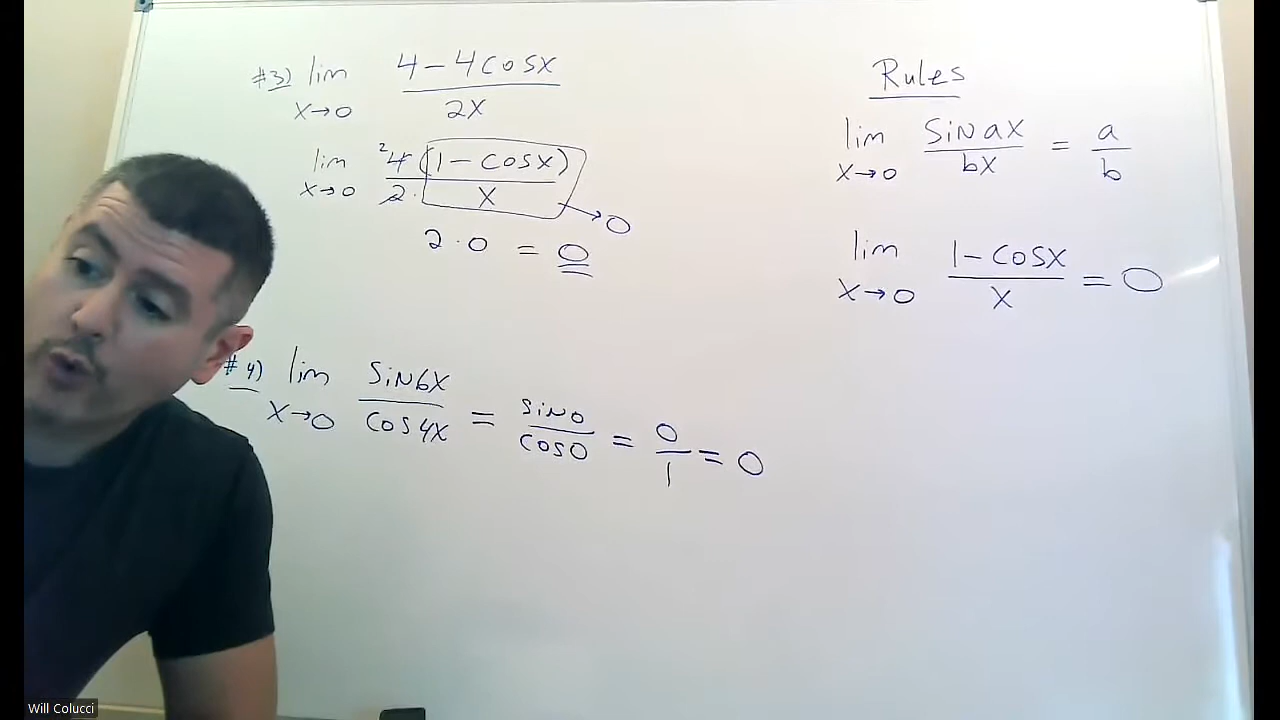 #3) lim 4-4cosx
x→0 2x
lim ²4(1-cosx)
x→0 2· x → 0
2·0 = 0
#4) lim sin6x
x→0 cos4x = sin0 / cos0 = 0/1 = 0
Rules
lim sin ax / bx = a/b
x→0
lim 1-cosx / x = 0
x→0
Will Colucci